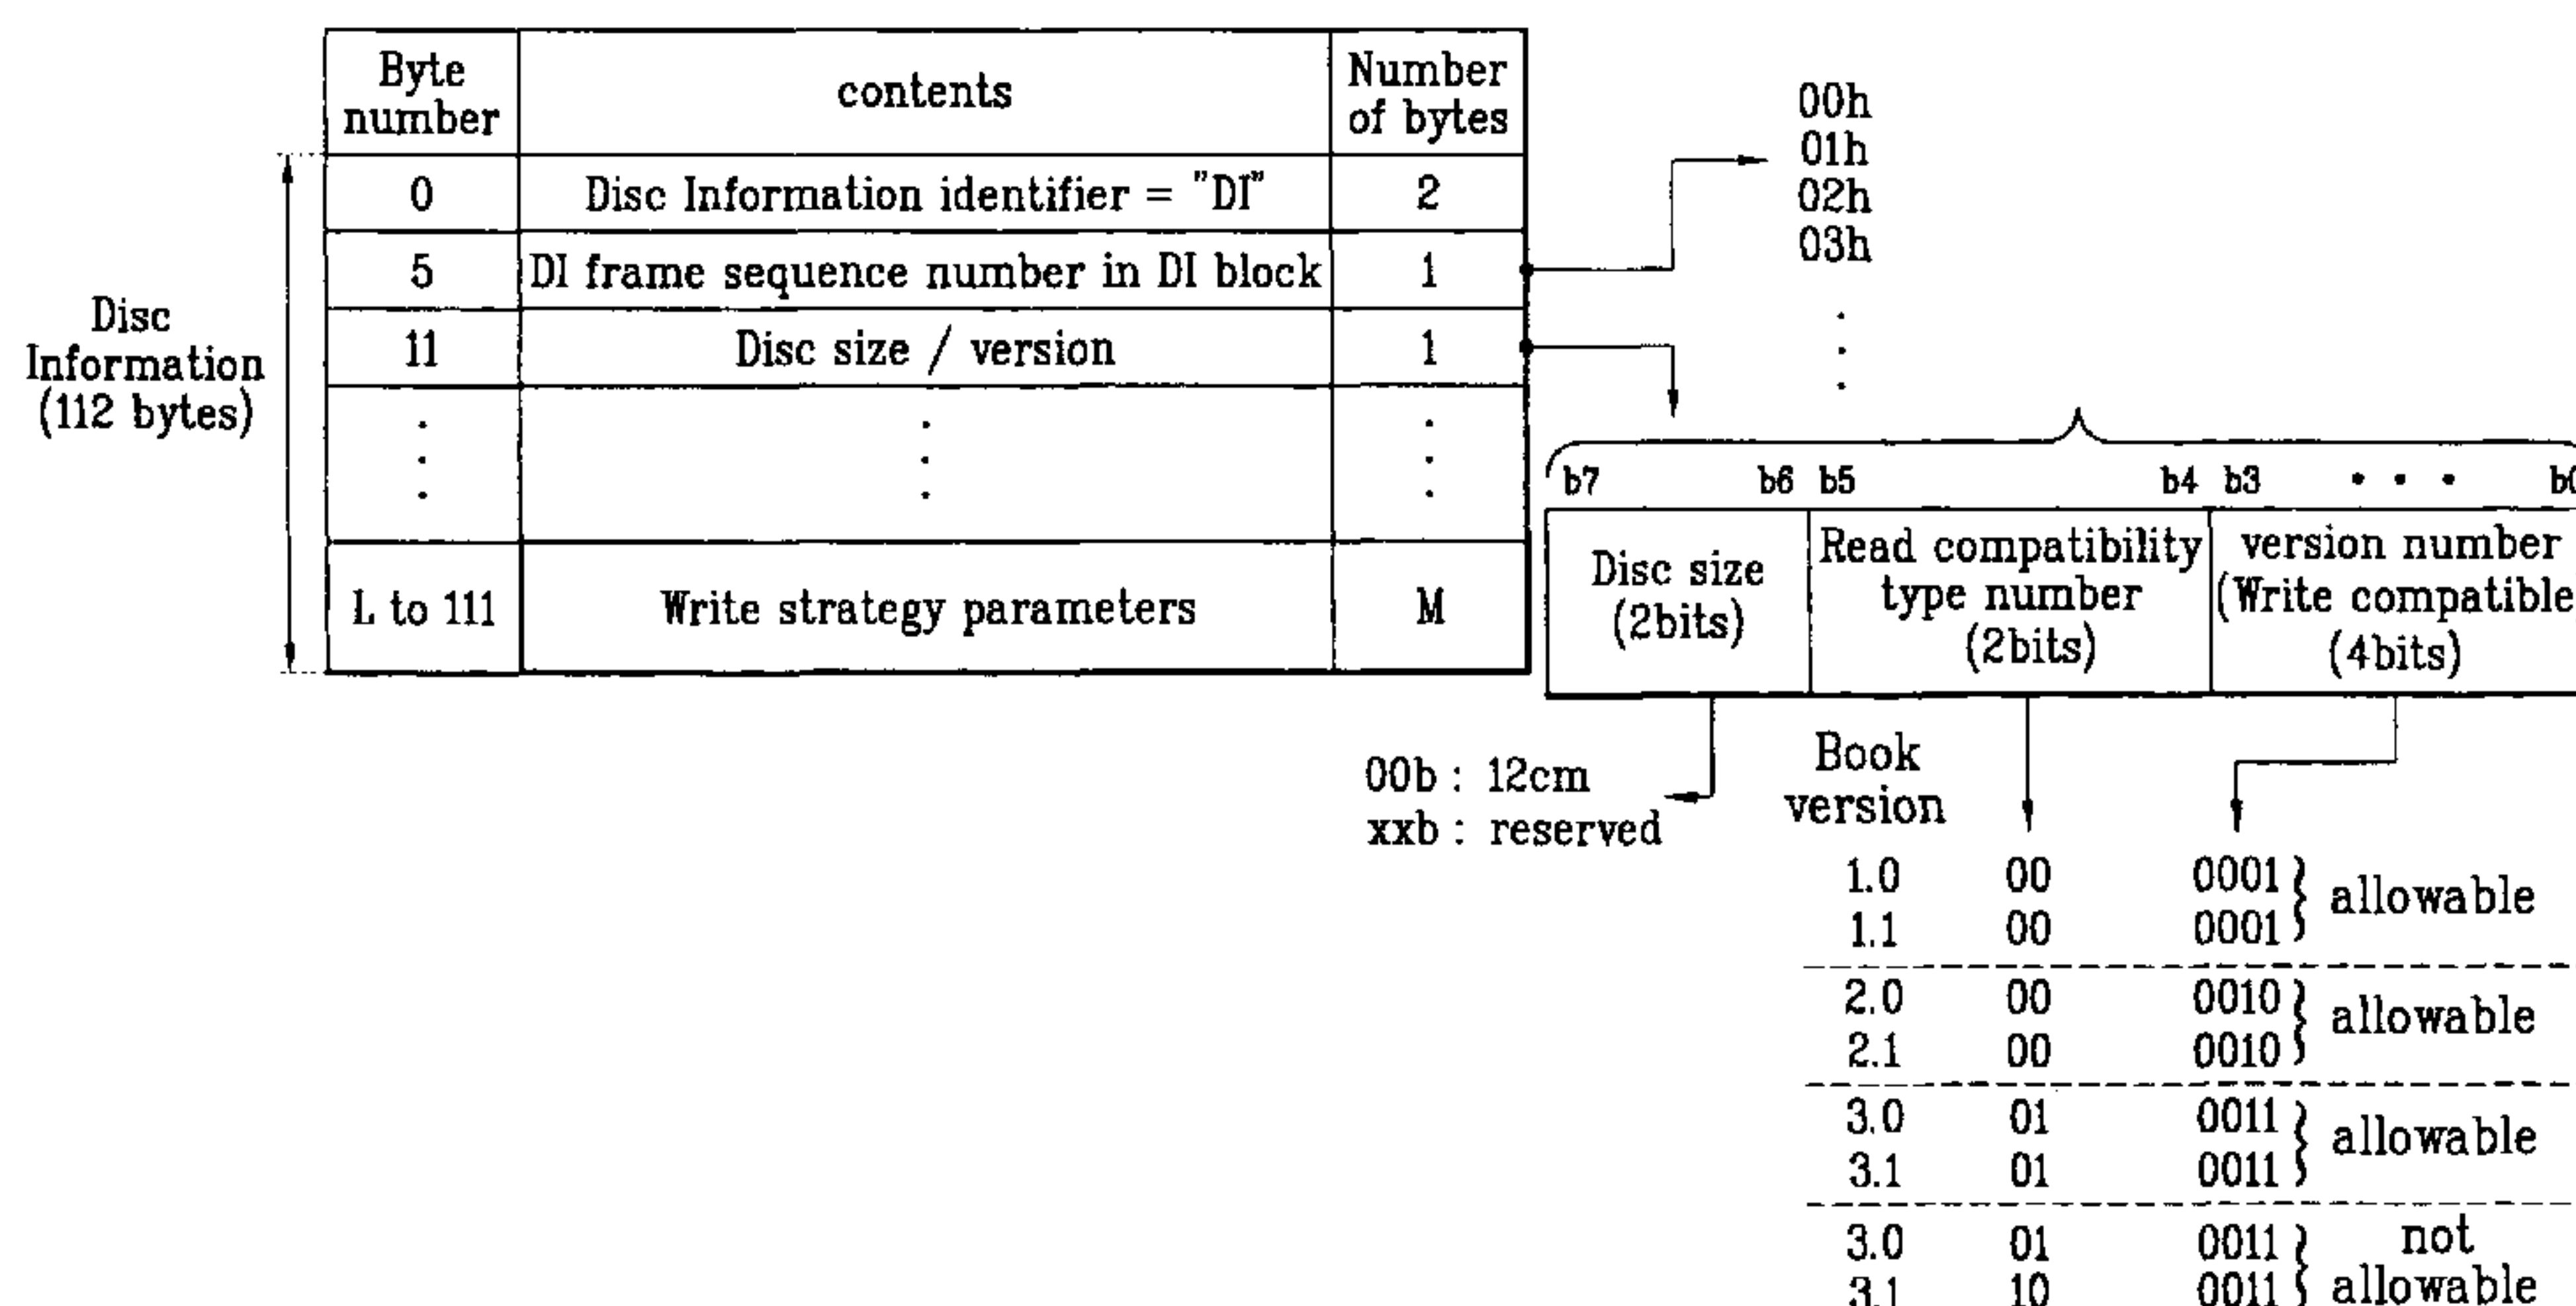 Byte number
contents
Number of bytes
0
Disc Information identifier = "DI"
2
5
DI frame sequence number in DI block
1
11
Disc size / version
1
L to 111
Write strategy parameters
M
Disc
Information
(112 bytes)
00h
01h
02h
03h
b7 b6 b5 b4 b3 • • •
Disc size
(2bits)
Read compatibility
type number
(2bits)
version number
(Write compatible
(4bits)
00b : 12cm
xxb : reserved
Book
version
1.0 00 0001
1.1 00 0001
allowable
2.0 00 0010
2.1 00 0010
allowable
3.0 01 0011
3.1 01 0011
allowable
3.0 01 0011
3.1 10 0011
not
allowable